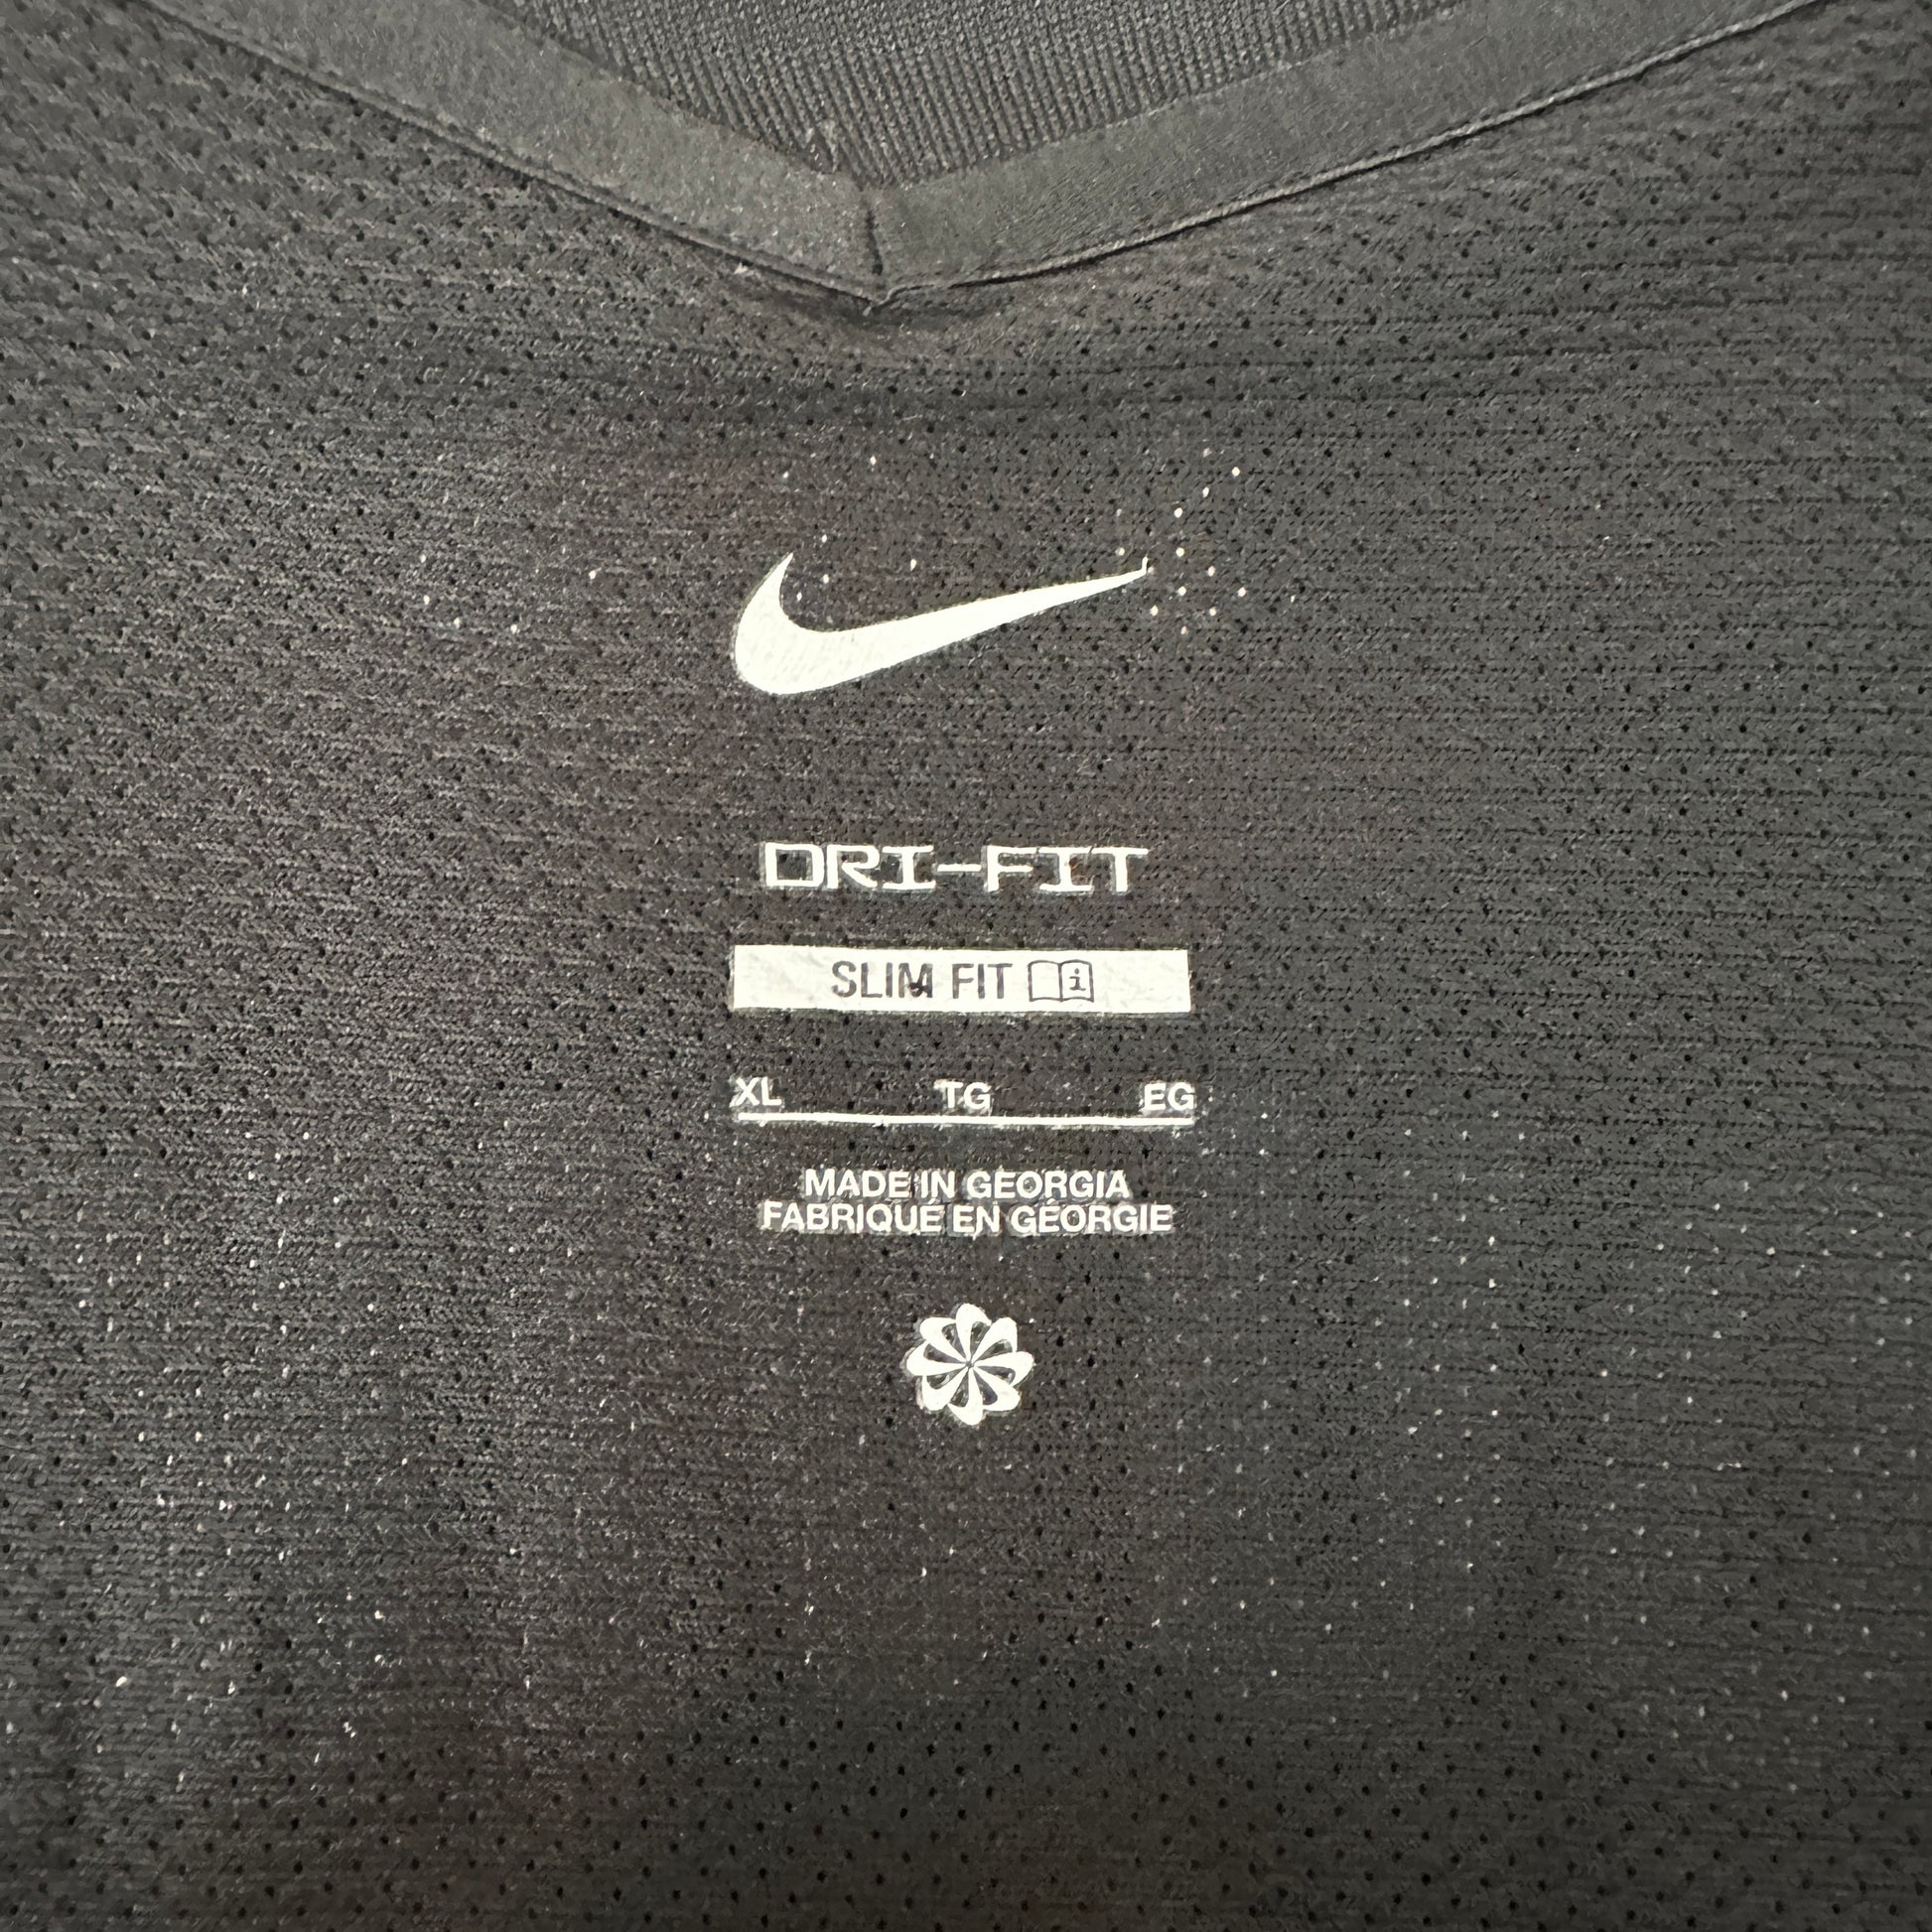 DRI-FIT
SLIM FIT i
XL TG EG
MADE IN GEORGIA
FABRIQUÉ EN GÉORGIE